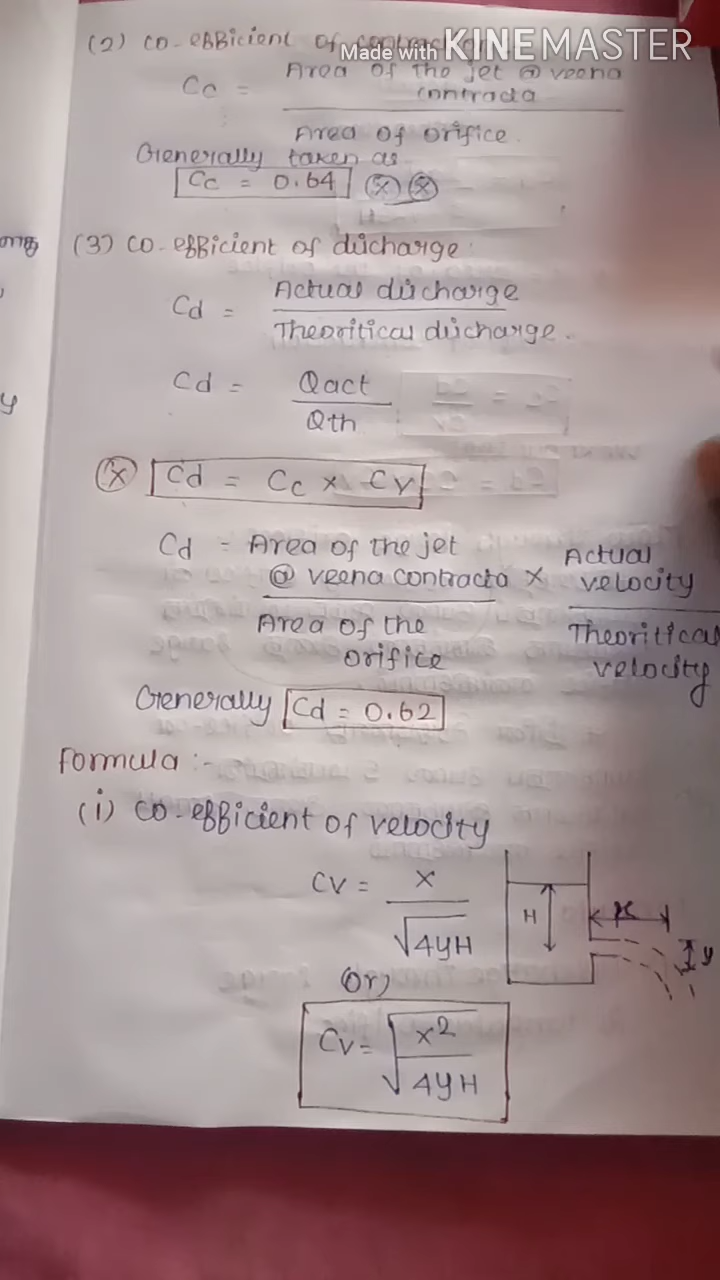 (2) co-efficient of contraction
Made with KINEMASTER
Cc = Area of the jet @ veena
contracta
Area of orifice.
Generally taken as
Cc = 0.64
(3) co-efficient of discharge
Cd = Actual discharge
Theoritical discharge.
Cd = Qact
Qth
Cd = Cc x Cv
Cd = Area of the jet
@ veena contracta x Actual velocity
Area of the
orifice
Theoritical
velocity
Generally Cd = 0.62
Formula :-
(i) co-efficient of velocity
Cv = x
√4yH
(or)
Cv = √x²
4yH
H
x
y